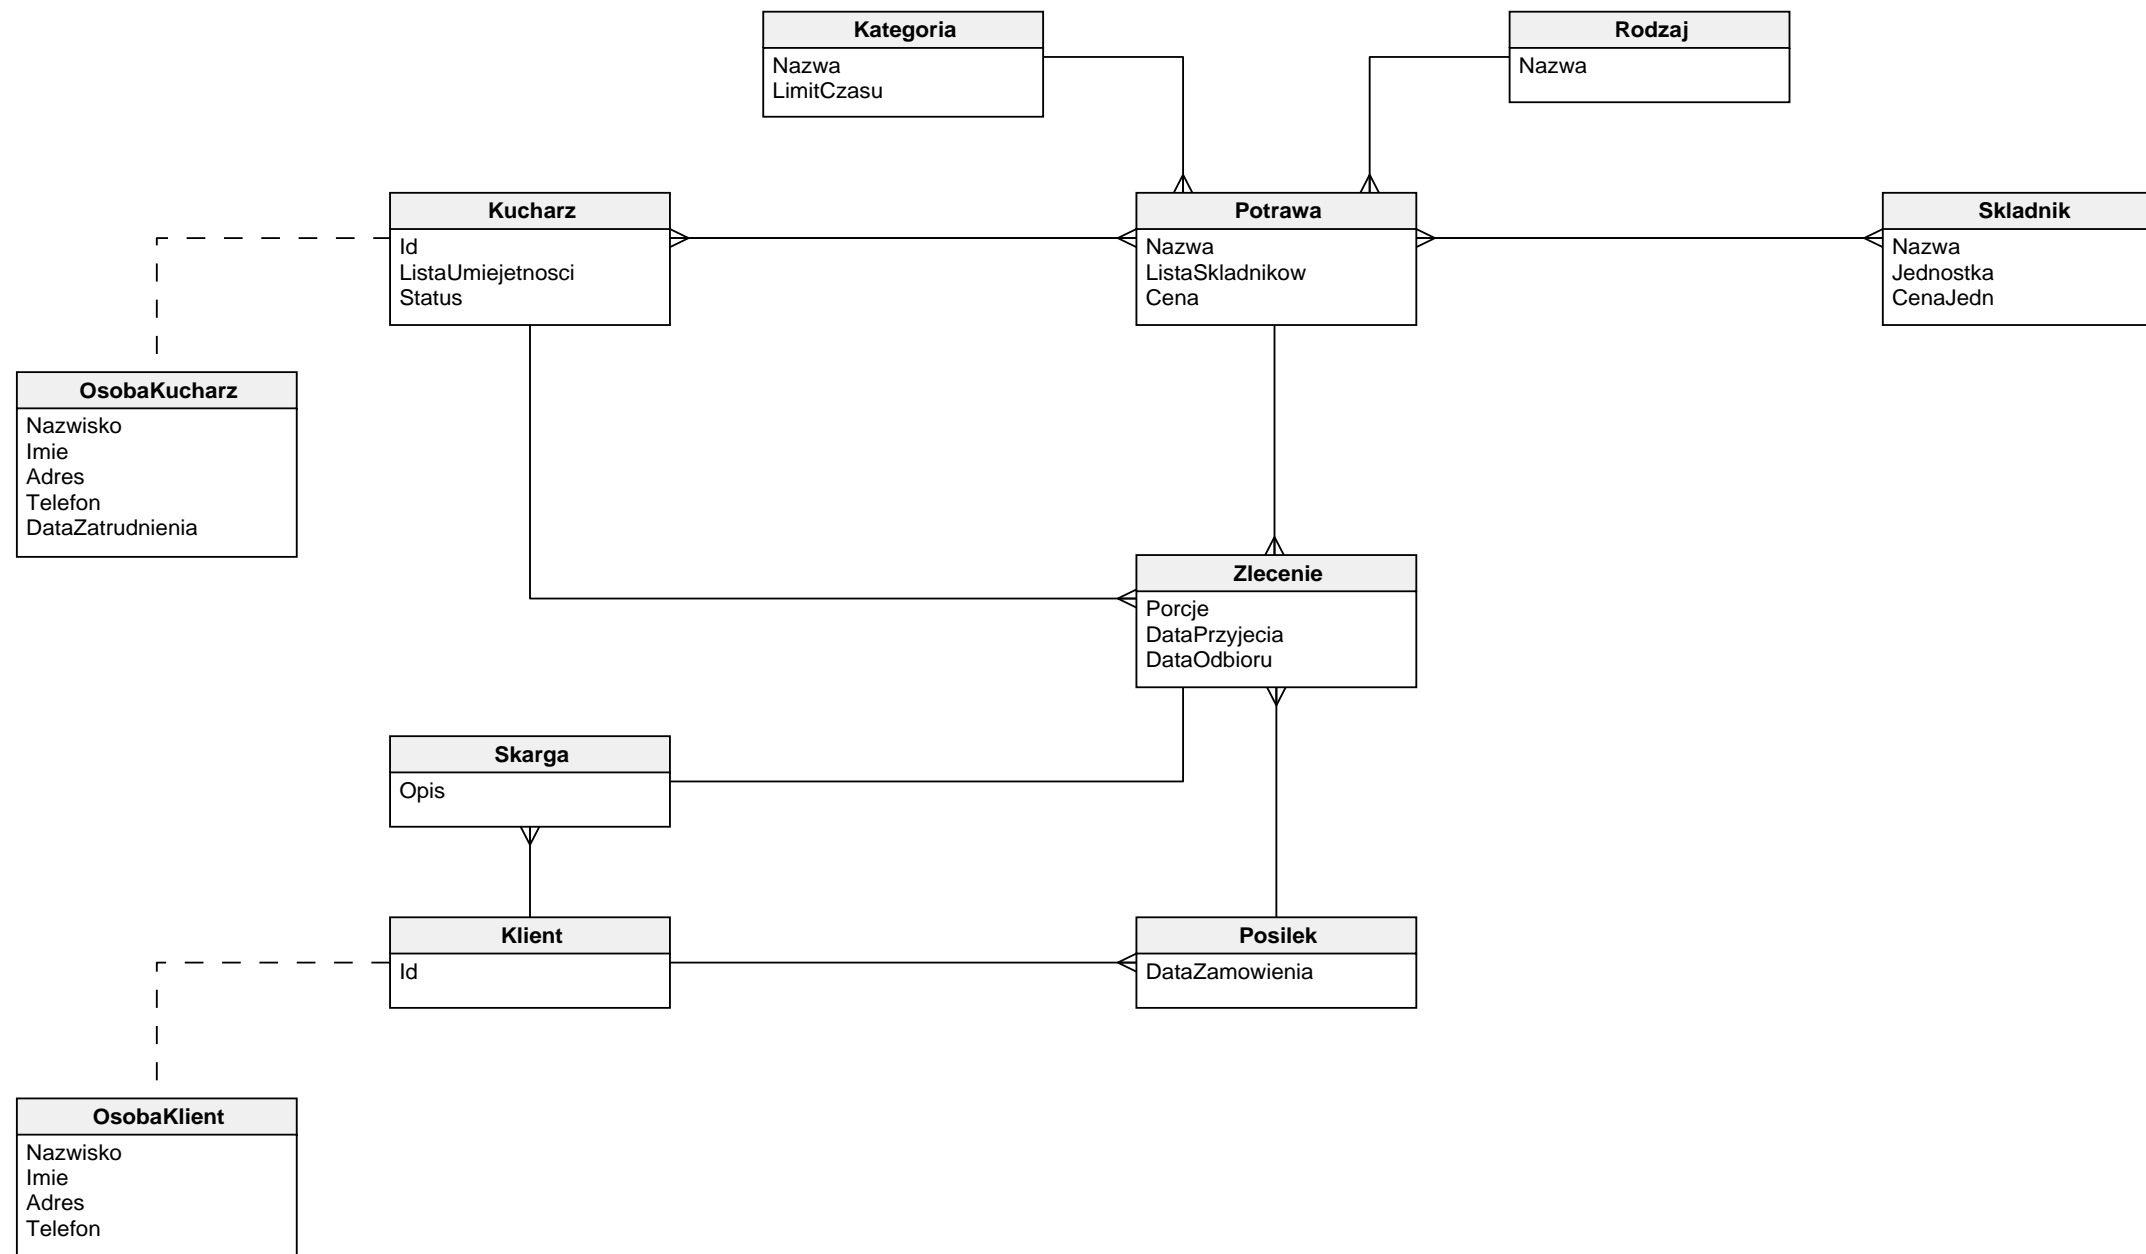 Kategoria
Nazwa
LimitCzasu
Rodzaj
Nazwa
Kucharz
Id
ListaUmiejetnosci
Status
Potrawa
Nazwa
ListaSkladnikow
Cena
Skladnik
Nazwa
Jednostka
CenaJedn
OsobaKucharz
Nazwisko
Imie
Adres
Telefon
DataZatrudnienia
Zlecenie
Porcje
DataPrzyjecia
DataOdbioru
Skarga
Opis
Klient
Id
Posilek
DataZamowienia
OsobaKlient
Nazwisko
Imie
Adres
Telefon